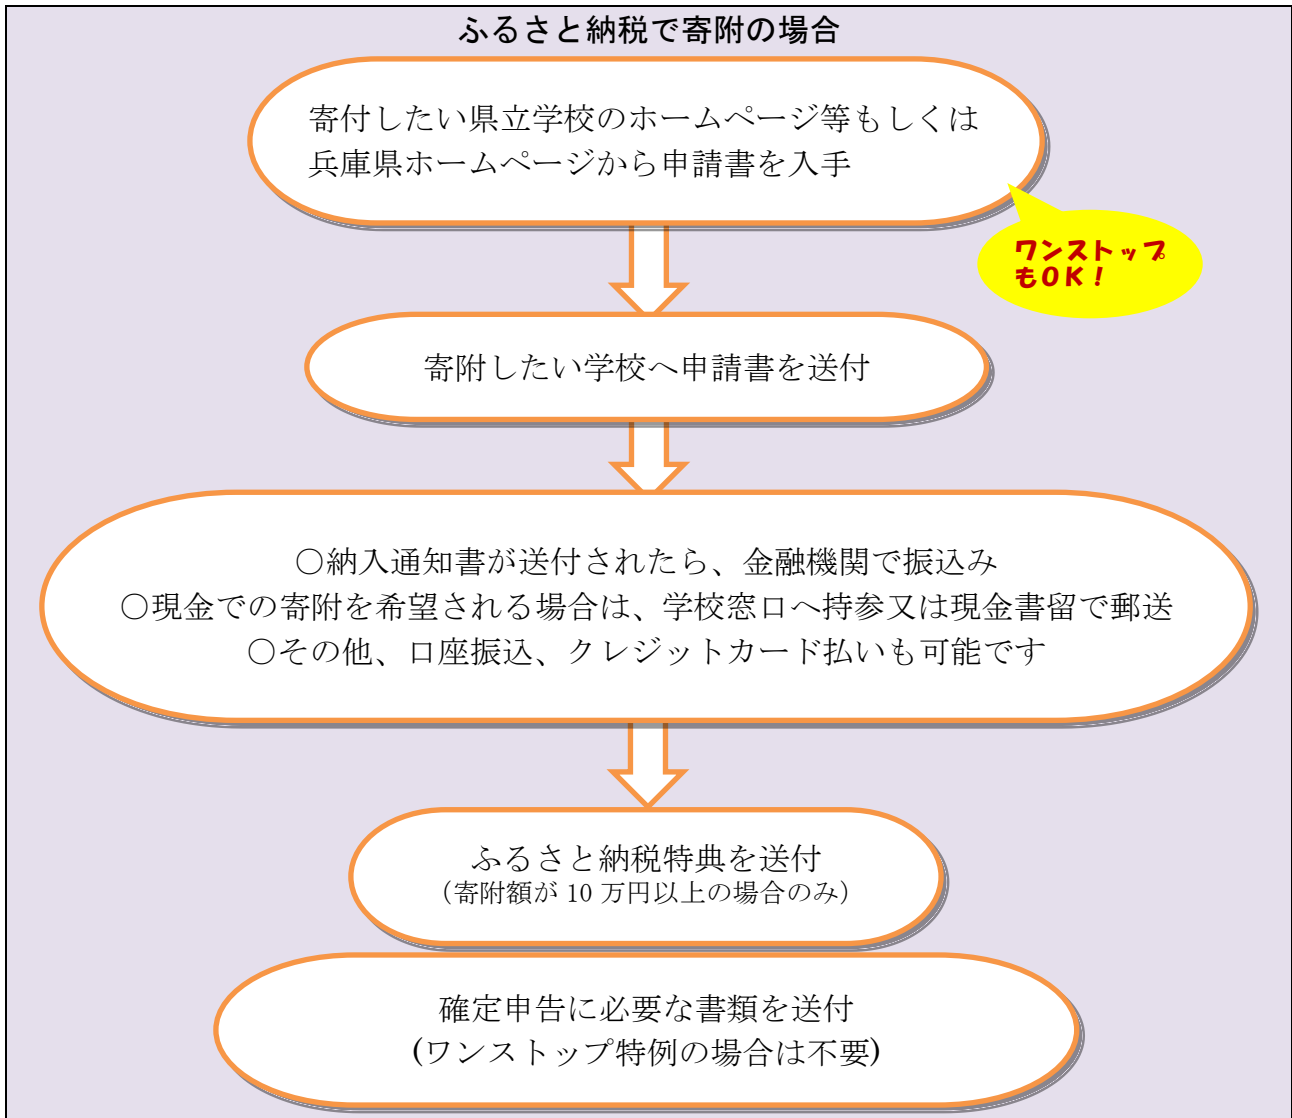 ふるさと納税で寄附の場合
寄付したい県立学校のホームページ等もしくは
兵庫県ホームページから申請書を入手
ワンストップ
もOK！
寄附したい学校へ申請書を送付
○納入通知書が送付されたら、金融機関で振込み
○現金での寄附を希望される場合は、学校窓口へ持参又は現金書留で郵送
○その他、口座振込、クレジットカード払いも可能です
ふるさと納税特典を送付
（寄附額が 10 万円以上の場合のみ）
確定申告に必要な書類を送付
(ワンストップ特例の場合は不要)